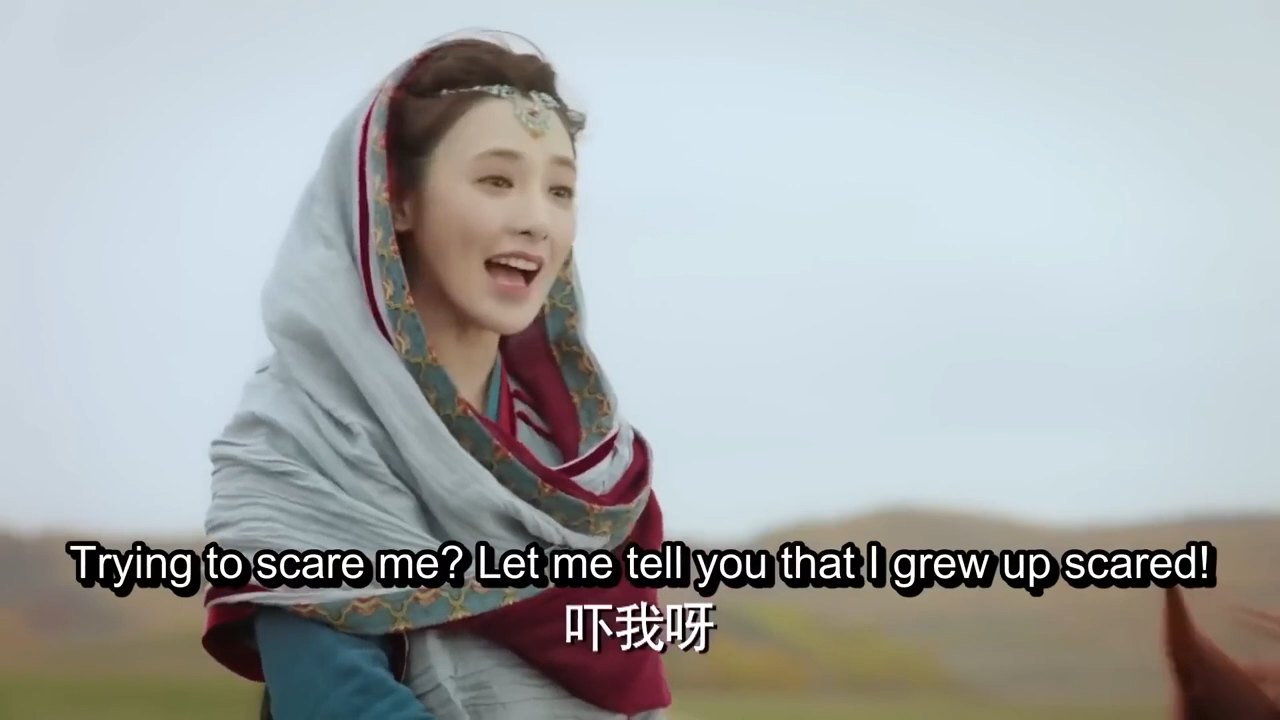 Trying to scare me? Let me tell you that I grew up scared!
吓我呀